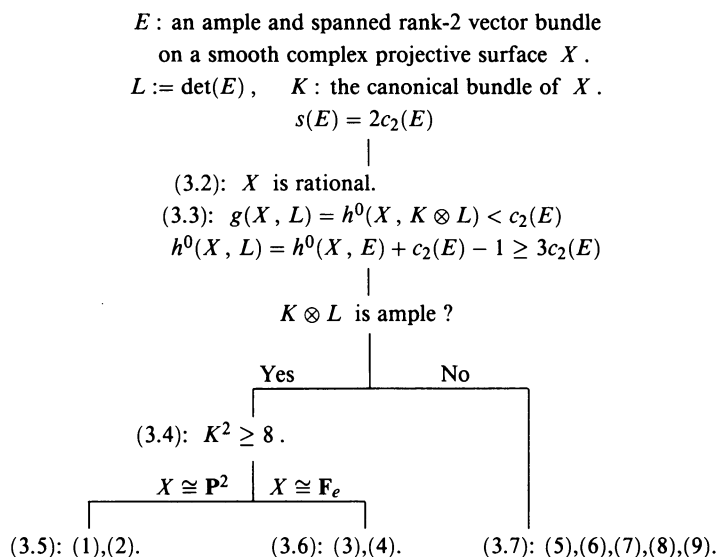 E : an ample and spanned rank-2 vector bundle
on a smooth complex projective surface X .
L := det(E) , K : the canonical bundle of X .
s(E) = 2c₂(E)
(3.2): X is rational.
(3.3): g(X , L) = h⁰(X , K ⊗ L) < c₂(E)
h⁰(X , L) = h⁰(X , E) + c₂(E) − 1 ≥ 3c₂(E)
K ⊗ L is ample ?
Yes No
(3.4): K² ≥ 8 .
X ≅ P² X ≅ Fₑ
(3.5): (1),(2). (3.6): (3),(4). (3.7): (5),(6),(7),(8),(9).